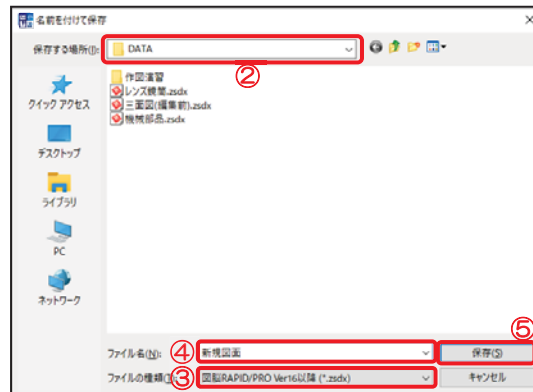 名前を付けて保存
保存する場所(I): DATA
②
作図演習
レンズ鏡筒.zsdx
三面図(編集前).zsdx
機械部品.zsdx
クイック アクセス
デスクトップ
ライブラリ
PC
ネットワーク
⑤
ファイル名(N): ④ 新規図面 保存(S)
ファイルの種類(T): ③ 図脳RAPID/PRO Ver16以降 (*.zsdx) キャンセル